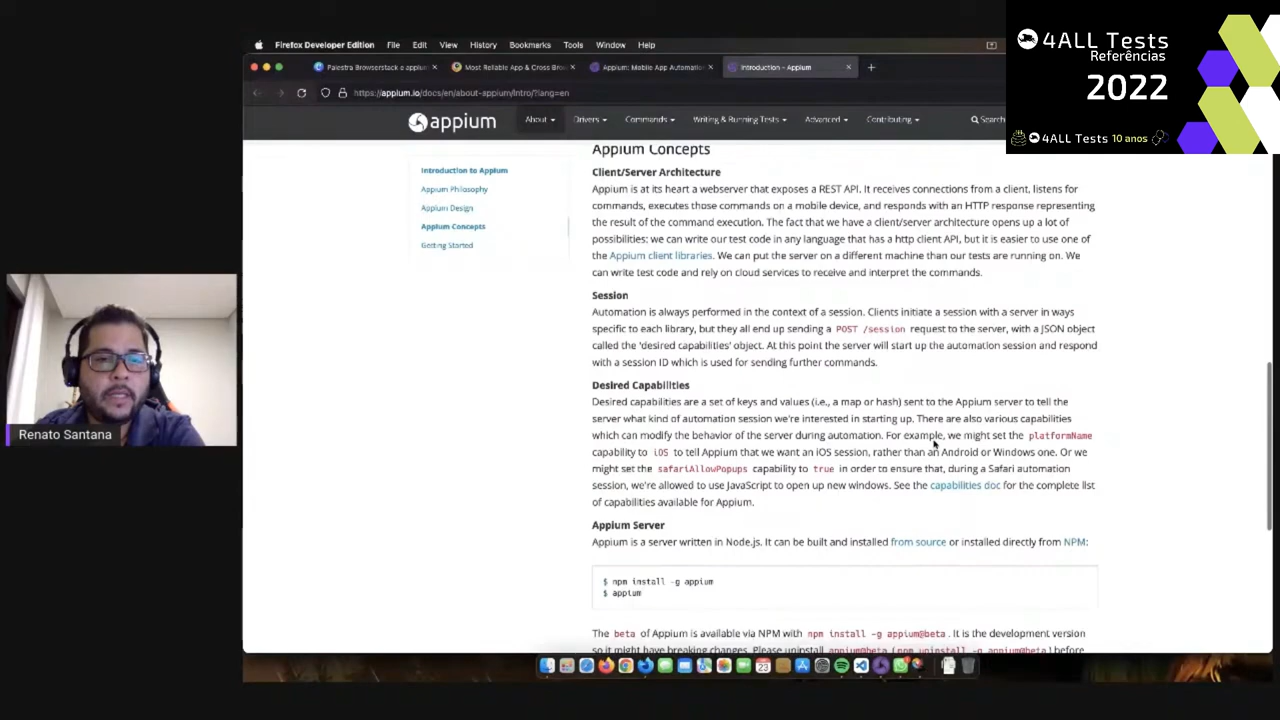 Firefox Developer Edition File Edit View History Bookmarks Tools Window Help
4ALL Tests
Referências
2022
4ALL Tests 10 anos
Palestra Browserstack e appium
Most Reliable App & Cross Bro
Appium: Mobile App Automatio
Introduction - Appium
https://appium.io/docs/en/about-appium/intro/?lang=en
appium
About Drivers Commands Writing & Running Tests Advanced Contributing Search
Introduction to Appium
Appium Philosophy
Appium Design
Appium Concepts
Getting Started
Appium Concepts
Client/Server Architecture
Appium is at its heart a webserver that exposes a REST API. It receives connections from a client, listens for
commands, executes those commands on a mobile device, and responds with an HTTP response representing
the result of the command execution. The fact that we have a client/server architecture opens up a lot of
possibilities: we can write our test code in any language that has a http client API, but it is easier to use one of
the Appium client libraries. We can put the server on a different machine than our tests are running on. We
can write test code and rely on cloud services to receive and interpret the commands.
Session
Automation is always performed in the context of a session. Clients initiate a session with a server in ways
specific to each library, but they all end up sending a POST /session request to the server, with a JSON object
called the 'desired capabilities' object. At this point the server will start up the automation session and respond
with a session ID which is used for sending further commands.
Desired Capabilities
Desired capabilities are a set of keys and values (i.e., a map or hash) sent to the Appium server to tell the
server what kind of automation session we're interested in starting up. There are also various capabilities
which can modify the behavior of the server during automation. For example, we might set the platformName
capability to iOS to tell Appium that we want an iOS session, rather than an Android or Windows one. Or we
might set the safariAllowPopups capability to true in order to ensure that, during a Safari automation
session, we're allowed to use JavaScript to open up new windows. See the capabilities doc for the complete list
of capabilities available for Appium.
Appium Server
Appium is a server written in Node.js. It can be built and installed from source or installed directly from NPM:
$ npm install -g appium
$ appium
The beta of Appium is available via NPM with npm install -g appium@beta. It is the development version
so it might have breaking changes. Please uninstall appium@beta (npm uninstall -g appium@beta) before
Renato Santana
23